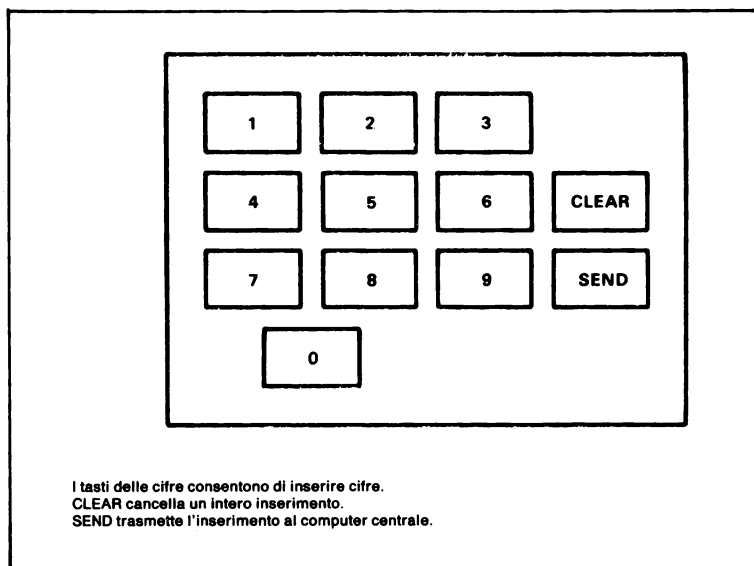 1 2 3
4 5 6 CLEAR
7 8 9 SEND
0
I tasti delle cifre consentono di inserire cifre.
CLEAR cancella un intero inserimento.
SEND trasmette l'inserimento al computer centrale.